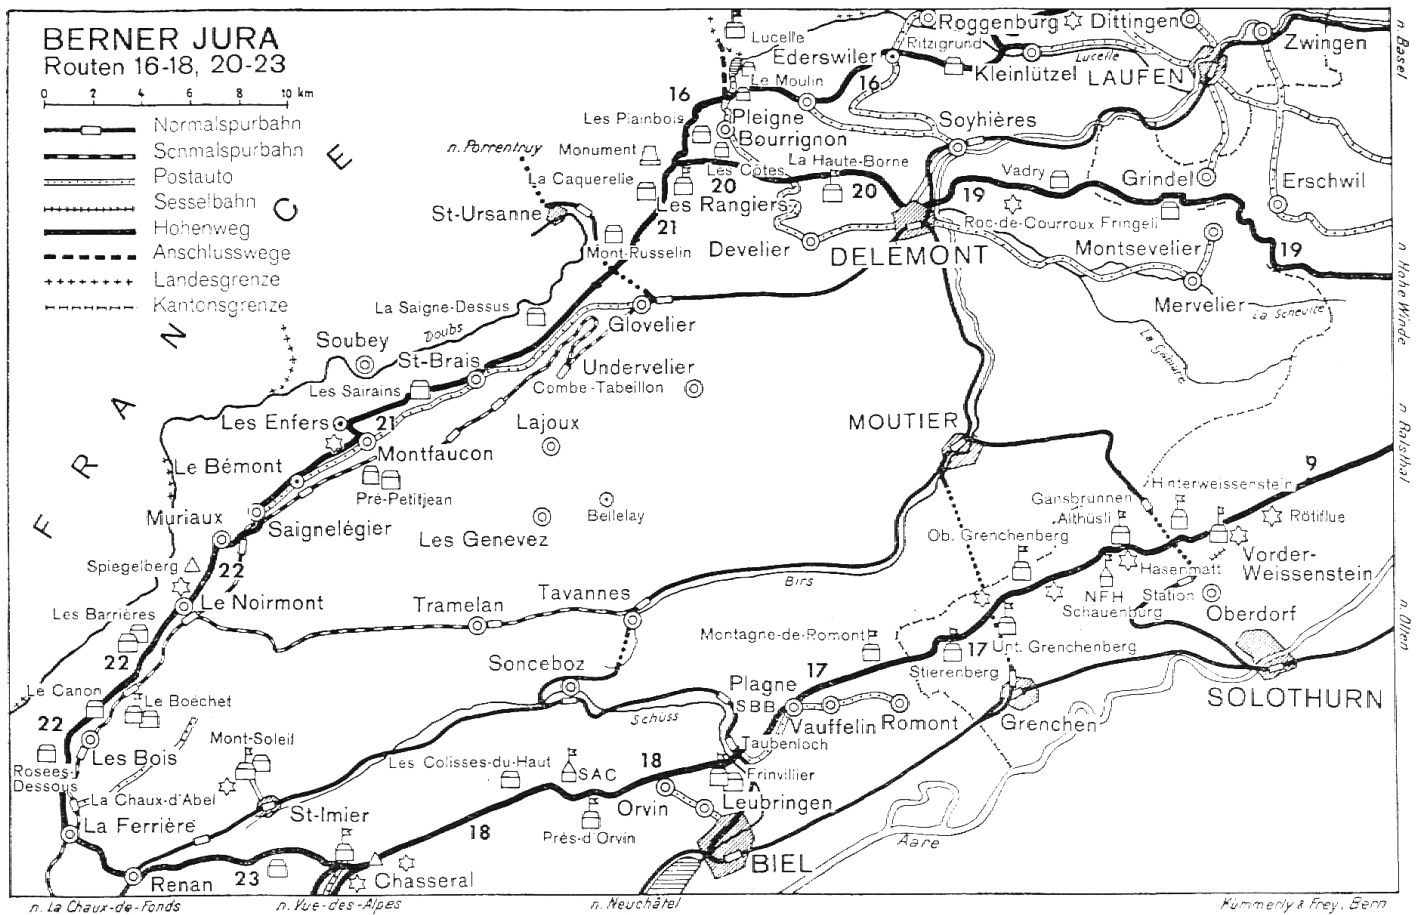 BERNER JURA
Routen 16-18, 20-23
0 2 4 6 8 10 km
Normalspurbahn
Schmalspurbahn
Postauto
Sesselbahn
Höhenweg
Anschlusswege
Landesgrenze
Kantonsgrenze
FRANCE
Lucelle
Roggenburg
Dittingen
Ederswiler
Ritzigrund
Zwingen
n. Basel
Le Moulin
16
Kleinlützel
Lucelle
LAUFEN
16
Les Plainbois
Pleigne
Bourrignon
Soyhières
n. Porrentruy
Monument
La Haute-Borne
La Caquerelle
Les Côtes
20
20
19
Vadry
Grindel
Erschwil
St-Ursanne
Les Rangiers
21
Roc-de-Courroux
Fringeli
Mont-Russelin
Develier
DELÉMONT
Montsevelier
19
n. Hohe Winde
La Saigne-Dessus
Glovelier
Mervelier
La Scheulte
Doubs
Soubey
St-Brais
Undervelier
La Gabiare
Les Sairains
Combe-Tabeillon
Les Enfers
21
Lajoux
MOUTIER
n. Balsthal
Montfaucon
Le Bémont
9
Pré-Petitjean
Hinterweissenstein
Gänsbrunnen
Bellelay
Althüsli
Rötiflue
Muriaux
Saignelégier
Les Genevez
Ob. Grenchenberg
Spiegelberg
22
Hasenmatt
Vorder-
Weissenstein
Birs
Le Noirmont
Tramelan
Tavannes
NFH
Schauenburg
Station
Oberdorf
n. Olten
Les Barrières
22
Montagne-de-Romont
17
Unt. Grenchenberg
Sonceboz
17
Stierenberg
Le Canon
Plagne
SOLOTHURN
Le Boéchet
SBB
22
Schüss
Vauffelin
Romont
Grenchen
Mont-Soleil
Taubenloch
Les Bois
Rosées-
Dessous
Les Colisses-du-Haut
SAC
18
Frinvillier
La Chaux-d'Abel
St-Imier
Orvin
Leubringen
La Ferrière
18
Prés-d'Orvin
Aare
BIEL
Renan
23
Chasseral
n. La Chaux-de-Fonds
n. Vue-des-Alpes
n. Neuchâtel
Kümmerly & Frey, Bern